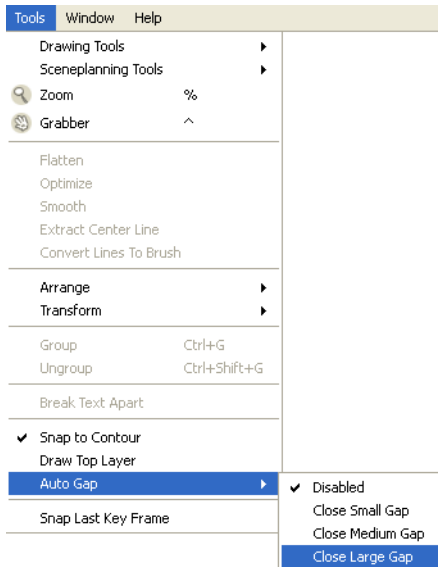 Tools Window Help
Drawing Tools
Sceneplanning Tools
Zoom %
Grabber ^
Flatten
Optimize
Smooth
Extract Center Line
Convert Lines To Brush
Arrange
Transform
Group Ctrl+G
Ungroup Ctrl+Shift+G
Break Text Apart
Snap to Contour
Draw Top Layer
Auto Gap
Disabled
Snap Last Key Frame
Close Small Gap
Close Medium Gap
Close Large Gap